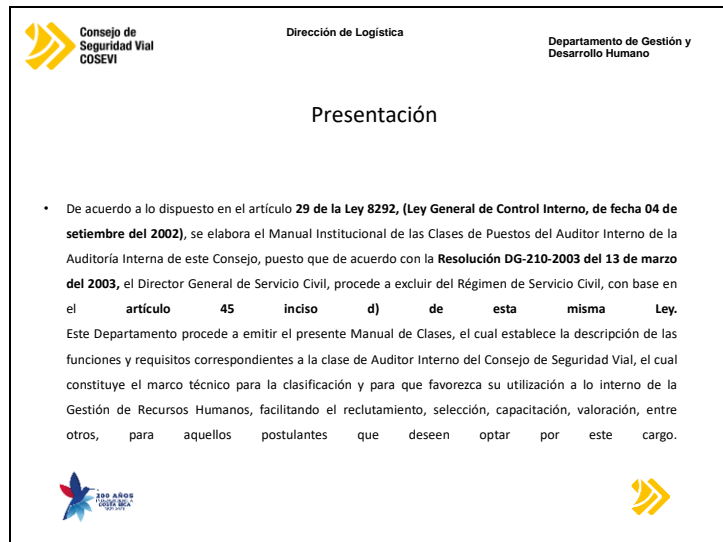 Consejo de
Seguridad Vial
COSEVI
Dirección de Logística
Departamento de Gestión y
Desarrollo Humano
Presentación
• De acuerdo a lo dispuesto en el artículo 29 de la Ley 8292, (Ley General de Control Interno, de fecha 04 de
setiembre del 2002), se elabora el Manual Institucional de las Clases de Puestos del Auditor Interno de la
Auditoría Interna de este Consejo, puesto que de acuerdo con la Resolución DG-210-2003 del 13 de marzo
del 2003, el Director General de Servicio Civil, procede a excluir del Régimen de Servicio Civil, con base en
el artículo 45 inciso d) de esta misma Ley.
Este Departamento procede a emitir el presente Manual de Clases, el cual establece la descripción de las
funciones y requisitos correspondientes a la clase de Auditor Interno del Consejo de Seguridad Vial, el cual
constituye el marco técnico para la clasificación y para que favorezca su utilización a lo interno de la
Gestión de Recursos Humanos, facilitando el reclutamiento, selección, capacitación, valoración, entre
otros, para aquellos postulantes que deseen optar por este cargo.
200 AÑOS
COSTA RICA